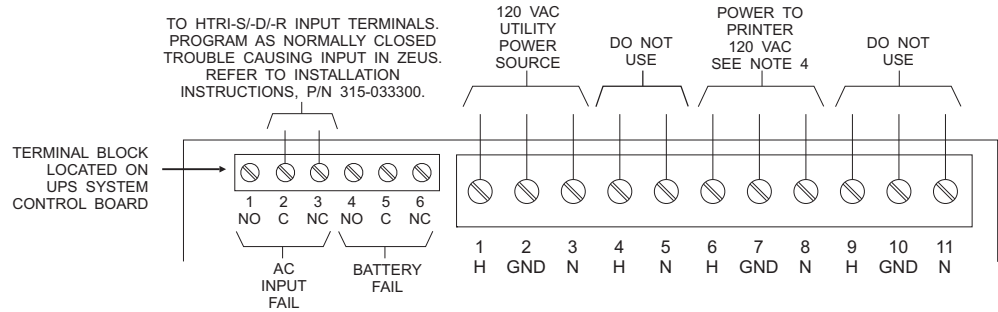 TO HTRI-S/-D/-R INPUT TERMINALS.
PROGRAM AS NORMALLY CLOSED
TROUBLE CAUSING INPUT IN ZEUS.
REFER TO INSTALLATION
INSTRUCTIONS, P/N 315-033300.
120 VAC
UTILITY
POWER
SOURCE
DO NOT
USE
POWER TO
PRINTER
120 VAC
SEE NOTE 4
DO NOT
USE
TERMINAL BLOCK
LOCATED ON
UPS SYSTEM
CONTROL BOARD
1 2 3 4 5 6
NO C NC NO C NC
AC
INPUT
FAIL
BATTERY
FAIL
1 2 3 4 5 6 7 8 9 10 11
H GND N H N H GND N H GND N